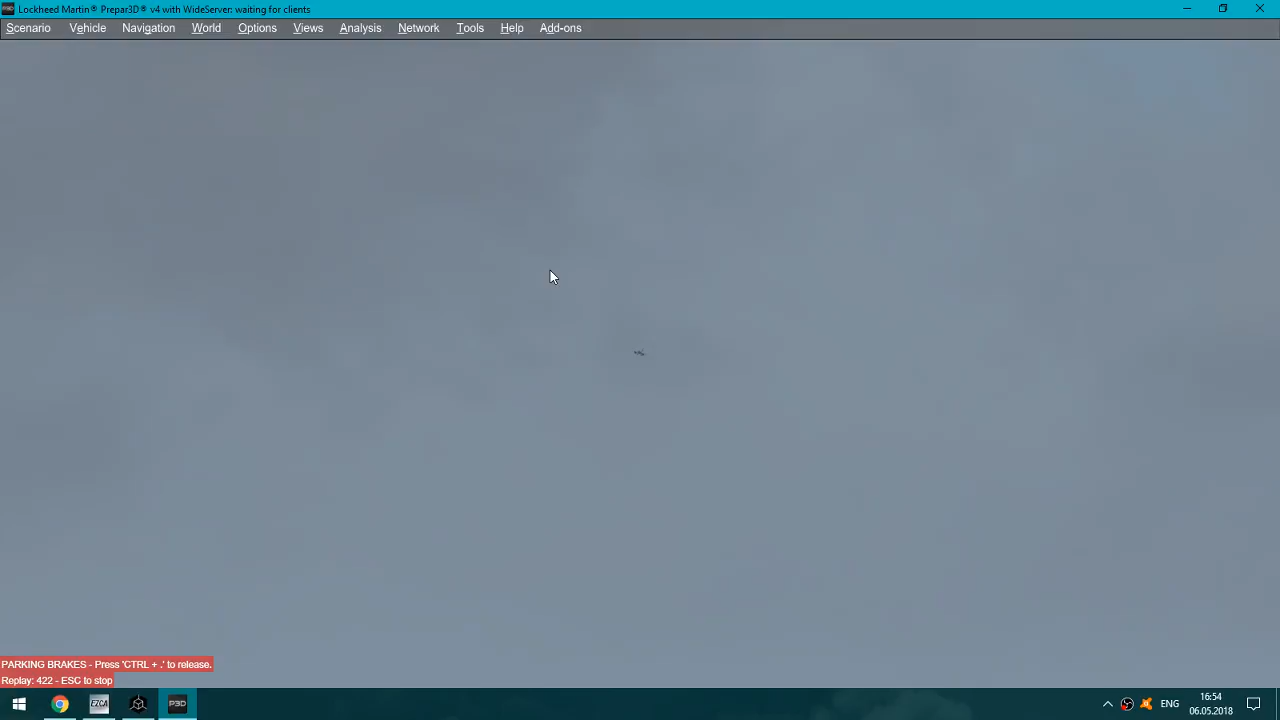 Lockheed Martin® Prepar3D® v4 with WideServer: waiting for clients
Scenario Vehicle Navigation World Options Views Analysis Network Tools Help Add-ons
PARKING BRAKES - Press 'CTRL + .' to release.
Replay: 422 - ESC to stop
EZCA P3D ENG 16:54
06.05.2018